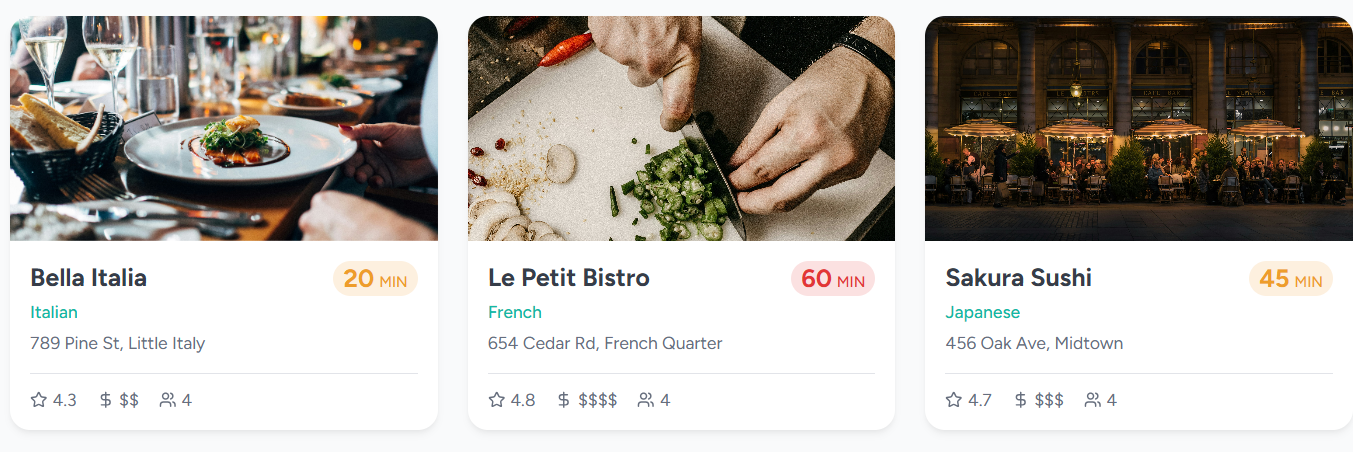 Bella Italia
20 MIN
Italian
789 Pine St, Little Italy
4.3 $ $$ 4
Le Petit Bistro
60 MIN
French
654 Cedar Rd, French Quarter
4.8 $ $$$$ 4
Sakura Sushi
45 MIN
Japanese
456 Oak Ave, Midtown
4.7 $ $$$ 4